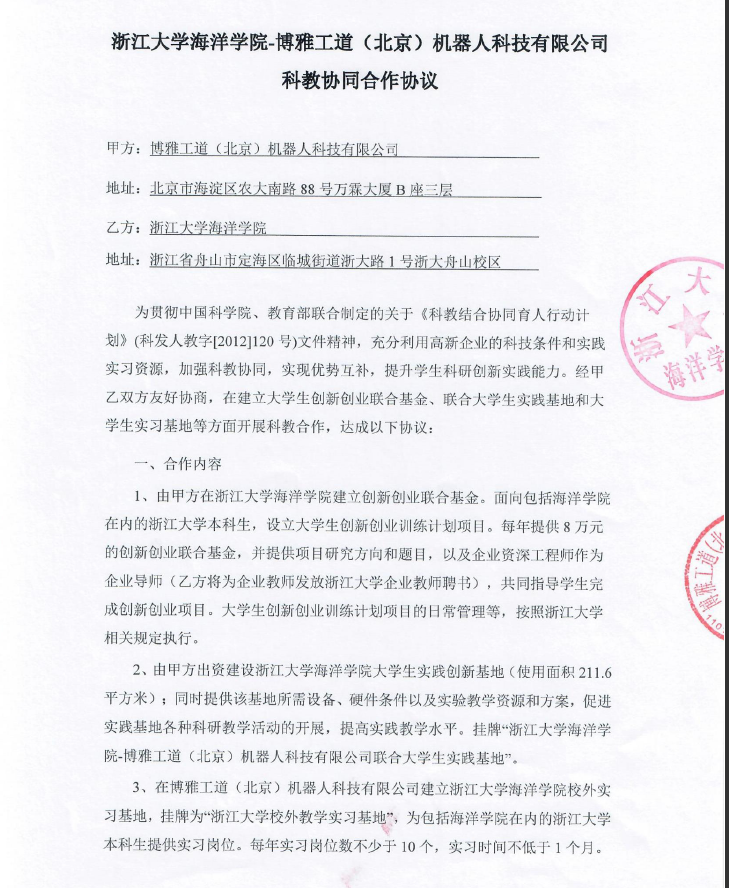 浙江大学海洋学院-博雅工道（北京）机器人科技有限公司
科教协同合作协议
甲方：博雅工道（北京）机器人科技有限公司
地址：北京市海淀区农大南路 88 号万霖大厦 B 座三层
乙方：浙江大学海洋学院
地址：浙江省舟山市定海区临城街道浙大路 1 号浙大舟山校区
为贯彻中国科学院、教育部联合制定的关于《科教结合协同育人行动计
划》(科发人教字[2012]120 号)文件精神，充分利用高新企业的科技条件和实践
实习资源，加强科教协同，实现优势互补，提升学生科研创新实践能力。经甲
乙双方友好协商，在建立大学生创新创业联合基金、联合大学生实践基地和大
学生实习基地等方面开展科教合作，达成以下协议：
一、合作内容
1、由甲方在浙江大学海洋学院建立创新创业联合基金。面向包括海洋学院
在内的浙江大学本科生，设立大学生创新创业训练计划项目。每年提供 8 万元
的创新创业联合基金，并提供项目研究方向和题目，以及企业资深工程师作为
企业导师（乙方将为企业教师发放浙江大学企业教师聘书），共同指导学生完
成创新创业项目。大学生创新创业训练计划项目的日常管理等，按照浙江大学
相关规定执行。
2、由甲方出资建设浙江大学海洋学院大学生实践创新基地（使用面积 211.6
平方米）；同时提供该基地所需设备、硬件条件以及实验教学资源和方案，促进
实践基地各种科研教学活动的开展，提高实践教学水平。挂牌“浙江大学海洋学
院-博雅工道（北京）机器人科技有限公司联合大学生实践基地”。
3、在博雅工道（北京）机器人科技有限公司建立浙江大学海洋学院校外实
习基地，挂牌为“浙江大学校外教学实习基地”，为包括海洋学院在内的浙江大学
本科生提供实习岗位。每年实习岗位数不少于 10 个，实习时间不低于 1 个月。
浙江大
海洋学
博雅工道(北
110